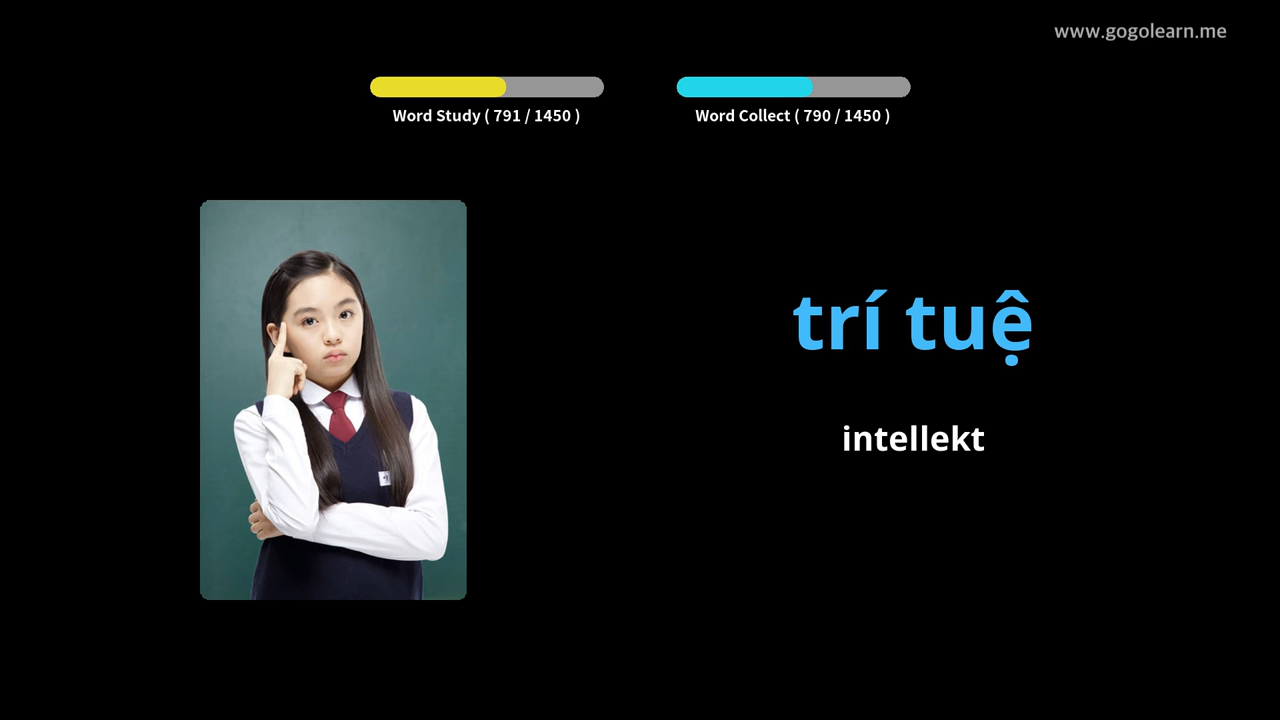 www.gogolearn.me
Word Study ( 791 / 1450 )
Word Collect ( 790 / 1450 )
trí tuệ
intellekt